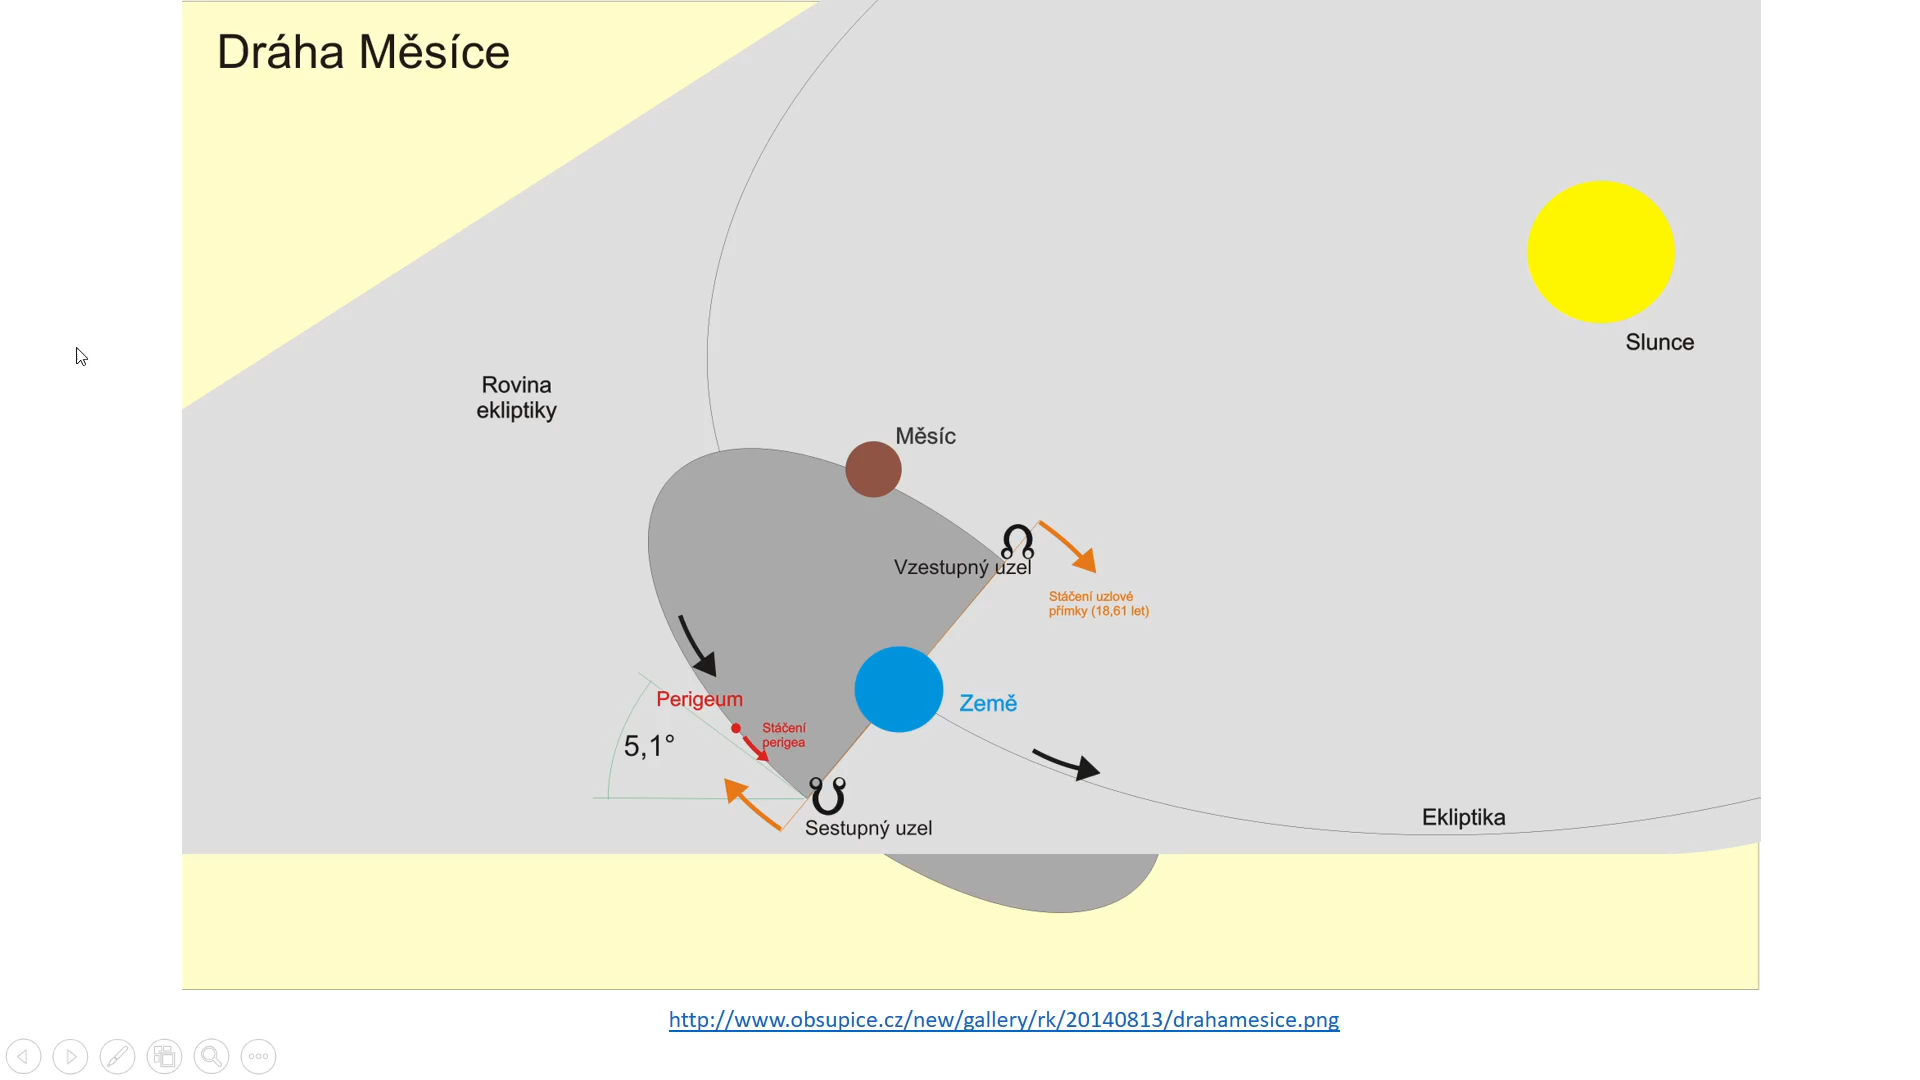 Dráha Měsíce
Slunce
Rovina
ekliptiky
Měsíc
Vzestupný uzel
Stáčení uzlové
přímky (18,61 let)
Perigeum
Země
Stáčení
perigea
5,1°
Sestupný uzel
Ekliptika
http://www.obsupice.cz/new/gallery/rk/20140813/drahamesice.png